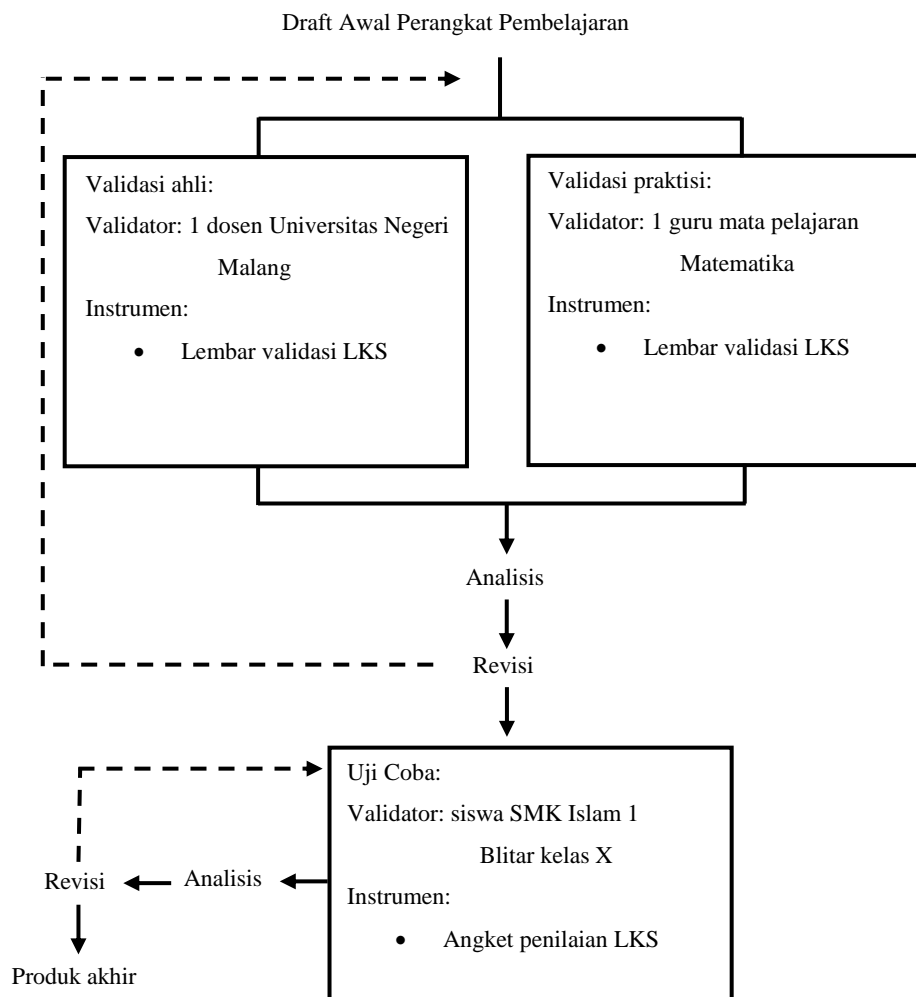 Draft Awal Perangkat Pembelajaran
Validasi ahli:
Validator: 1 dosen Universitas Negeri
Malang
Instrumen:
• Lembar validasi LKS
Validasi praktisi:
Validator: 1 guru mata pelajaran
Matematika
Instrumen:
• Lembar validasi LKS
Analisis
Revisi
Uji Coba:
Validator: siswa SMK Islam 1
Blitar kelas X
Instrumen:
• Angket penilaian LKS
Analisis
Revisi
Produk akhir